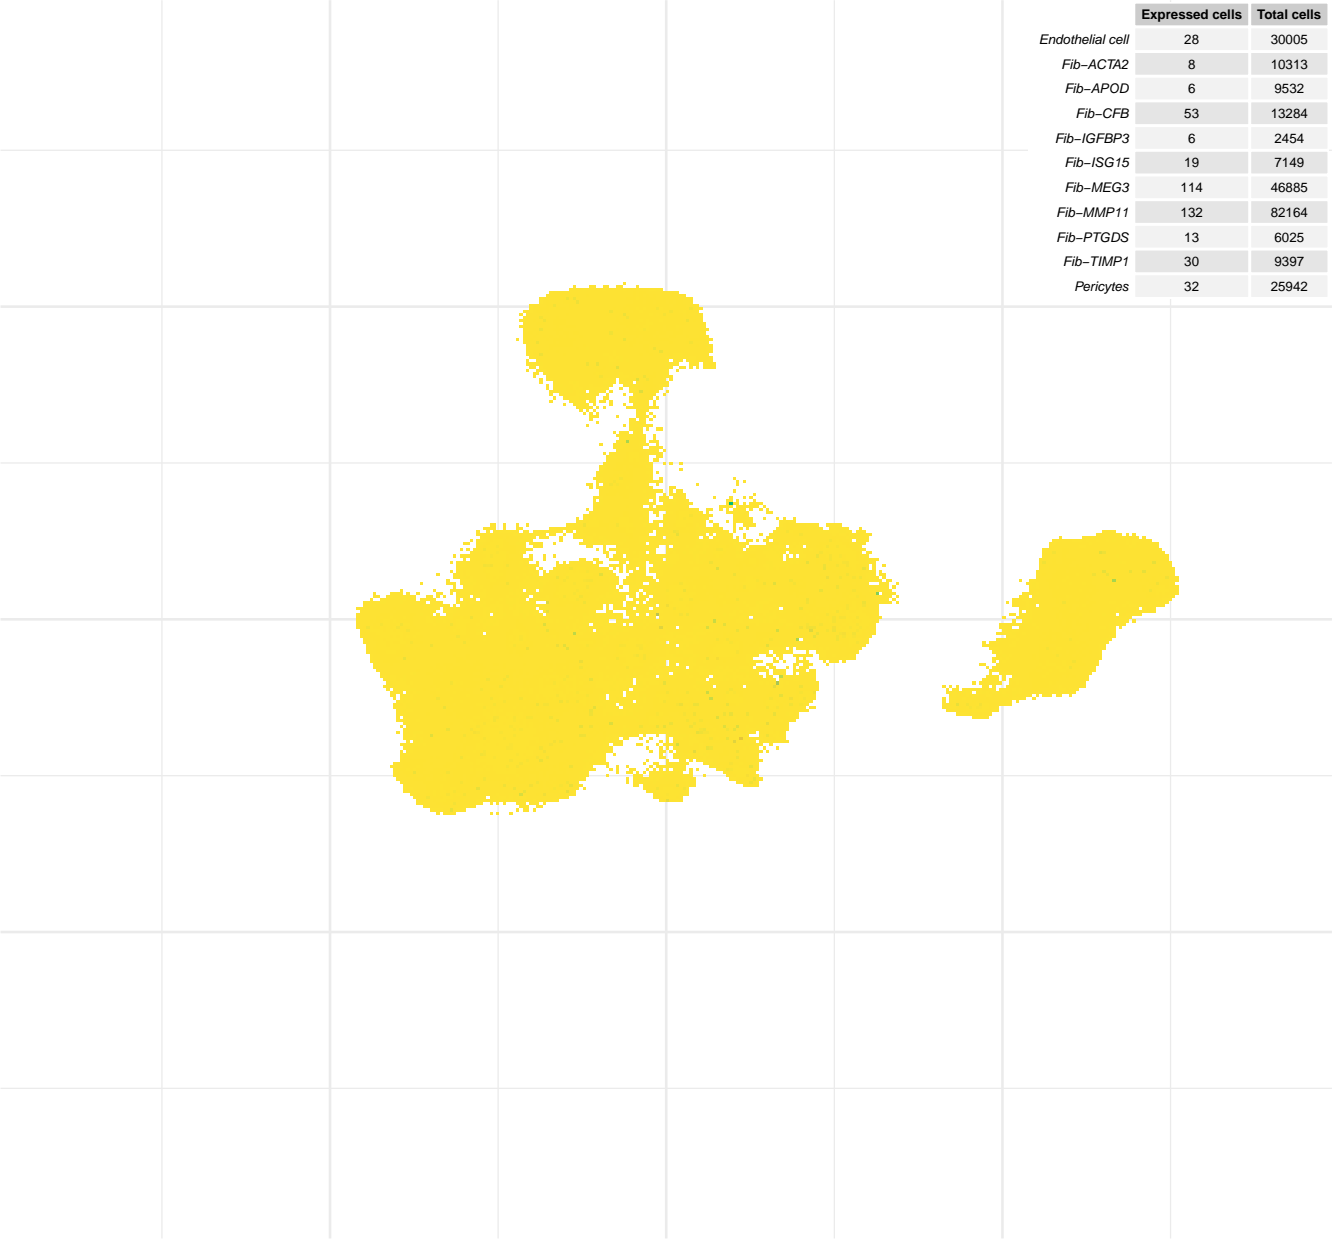 Expressed cells Total cells
Endothelial cell 28 30005
Fib−ACTA2 8 10313
Fib−APOD 6 9532
Fib−CFB 53 13284
Fib−IGFBP3 6 2454
Fib−ISG15 19 7149
Fib−MEG3 114 46885
Fib−MMP11 132 82164
Fib−PTGDS 13 6025
Fib−TIMP1 30 9397
Pericytes 32 25942